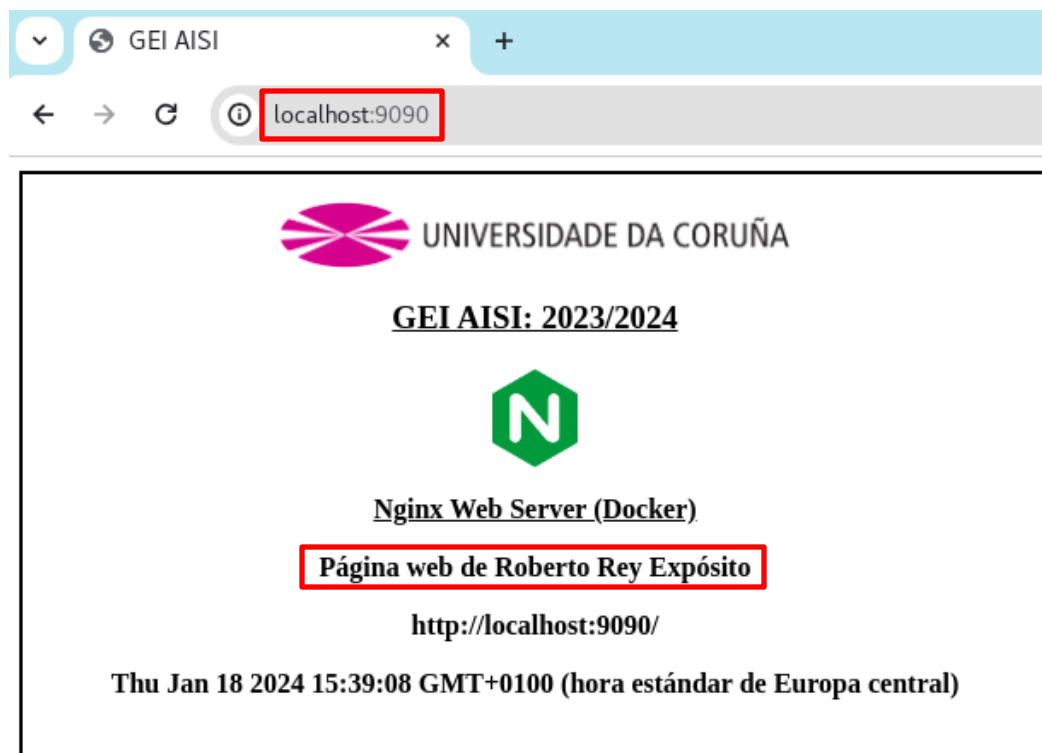 GEI AISI
localhost:9090
UNIVERSIDADE DA CORUÑA
GEI AISI: 2023/2024
N
Nginx Web Server (Docker)
Página web de Roberto Rey Expósito
http://localhost:9090/
Thu Jan 18 2024 15:39:08 GMT+0100 (hora estándar de Europa central)